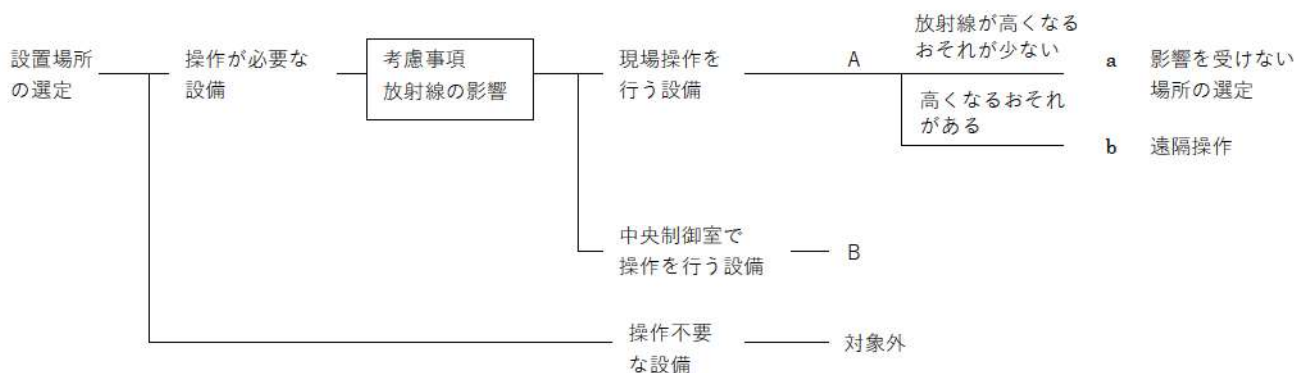 設置場所
の選定
操作が必要な
設備
考慮事項
放射線の影響
現場操作を
行う設備
A
放射線が高くなる
おそれが少ない
a 影響を受けない
場所の選定
高くなるおそれ
がある
b 遠隔操作
中央制御室で
操作を行う設備
B
操作不要
な設備
対象外